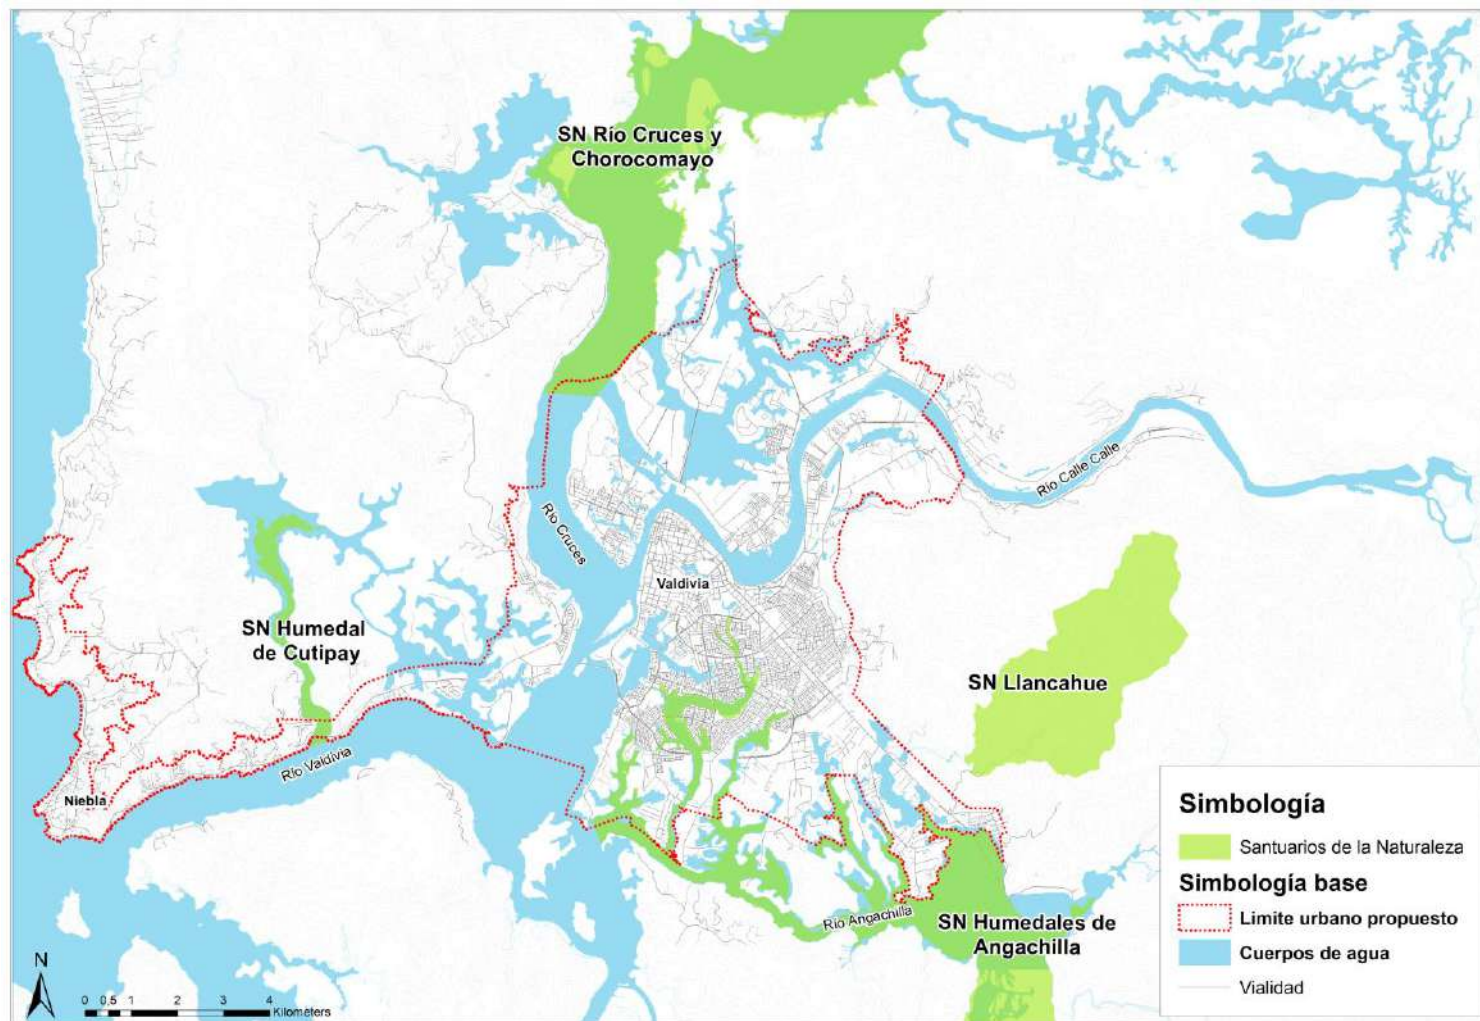 SN Río Cruces y
Chorocomayo
Río Calle Calle
Río Cruces
Valdivia
SN Humedal
de Cutipay
SN Llancahue
Río Valdivia
Niebla
Río Angachilla
SN Humedales de
Angachilla
Simbología
Santuarios de la Naturaleza
Simbología base
Limite urbano propuesto
Cuerpos de agua
Vialidad
N
0 0,5 1 2 3 4
Kilometers